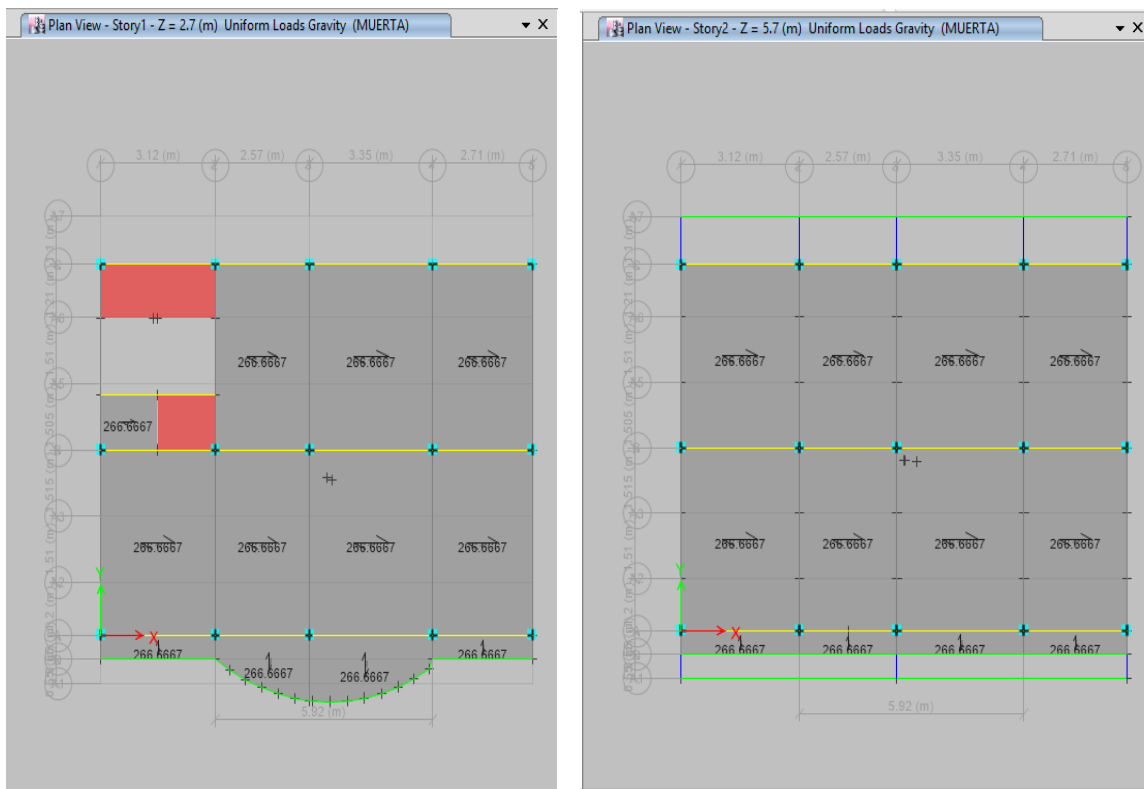 Plan View - Story1 - Z = 2.7 (m) Uniform Loads Gravity (MUERTA)
3.12 (m) 2.57 (m) 3.35 (m) 2.71 (m)
266.6667 266.6667 266.6667
266.6667
266.6667 266.6667 266.6667 266.6667
Y
X
266.6667 266.6667 266.6667 266.6667
5.92 (m)
Plan View - Story2 - Z = 5.7 (m) Uniform Loads Gravity (MUERTA)
3.12 (m) 2.57 (m) 3.35 (m) 2.71 (m)
266.6667 266.6667 266.6667 266.6667
266.6667 266.6667 266.6667 266.6667
Y
X
266.6667 266.6667 266.6667 266.6667
5.92 (m)